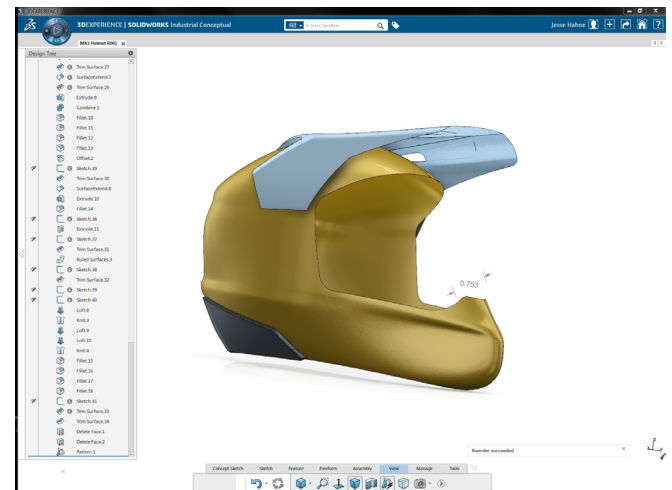 3DEXPERIENCE
3DEXPERIENCE | SOLIDWORKS Industrial Conceptual
All
Jesse Hahne
MX1 Helmet R001 x
Design Tree
Trim Surface.27
SurfaceExtend.7
Trim Surface.29
Extrude.8
Combine.1
Fillet.10
Fillet.11
Fillet.12
Fillet.13
Offset.2
Sketch.35
Trim Surface.30
SurfaceExtend.8
Extrude.10
Fillet.14
Sketch.36
Extrude.11
Sketch.37
Trim Surface.31
Ruled Surfaces.3
Sketch.38
Trim Surface.32
Sketch.39
Sketch.40
Loft.8
Knit.3
Loft.9
Loft.10
Knit.4
Fillet.15
Fillet.16
Fillet.17
Fillet.18
Sketch.41
Trim Surface.33
Trim Surface.34
Delete Face.1
Delete Face.2
Pattern.1
0.753
Reorder succeeded x
Concept Sketch Sketch Feature Freeform Assembly View Manage Tools